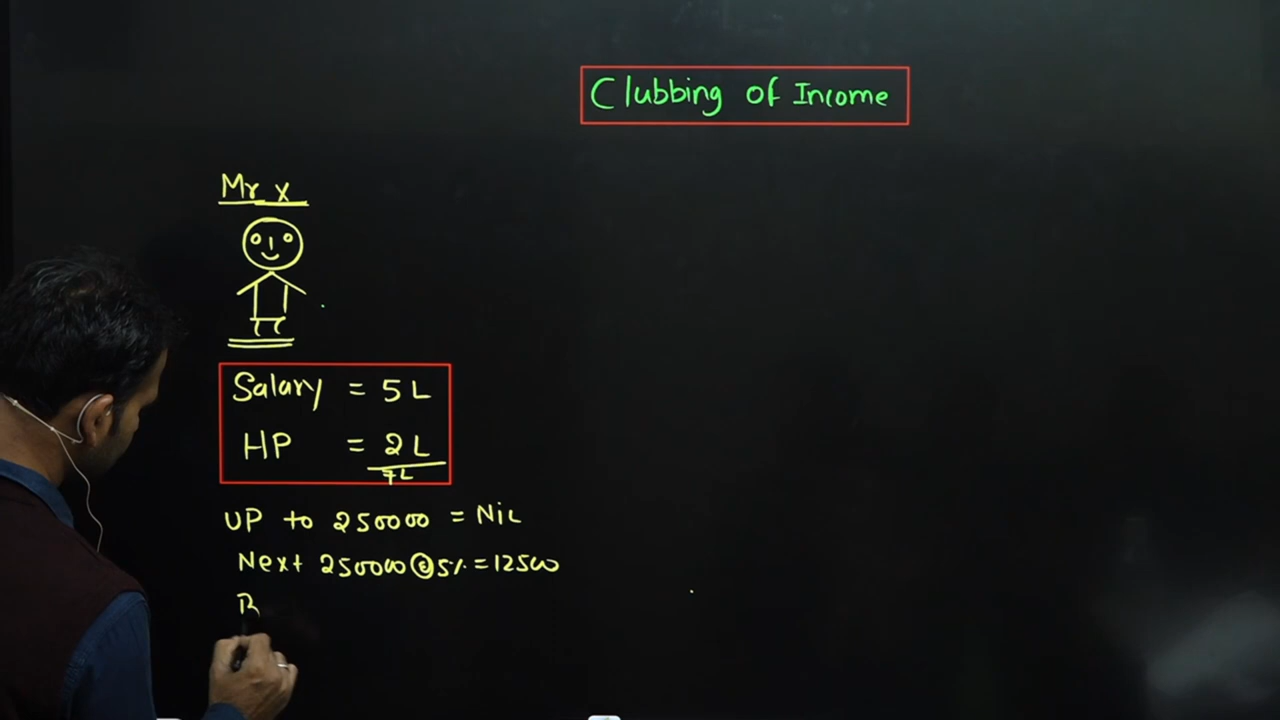 Clubbing of Income
Mr X
Salary = 5 L
HP = 2 L
7L
UP to 250000 = NiL
Next 250000 @ 5% = 12500